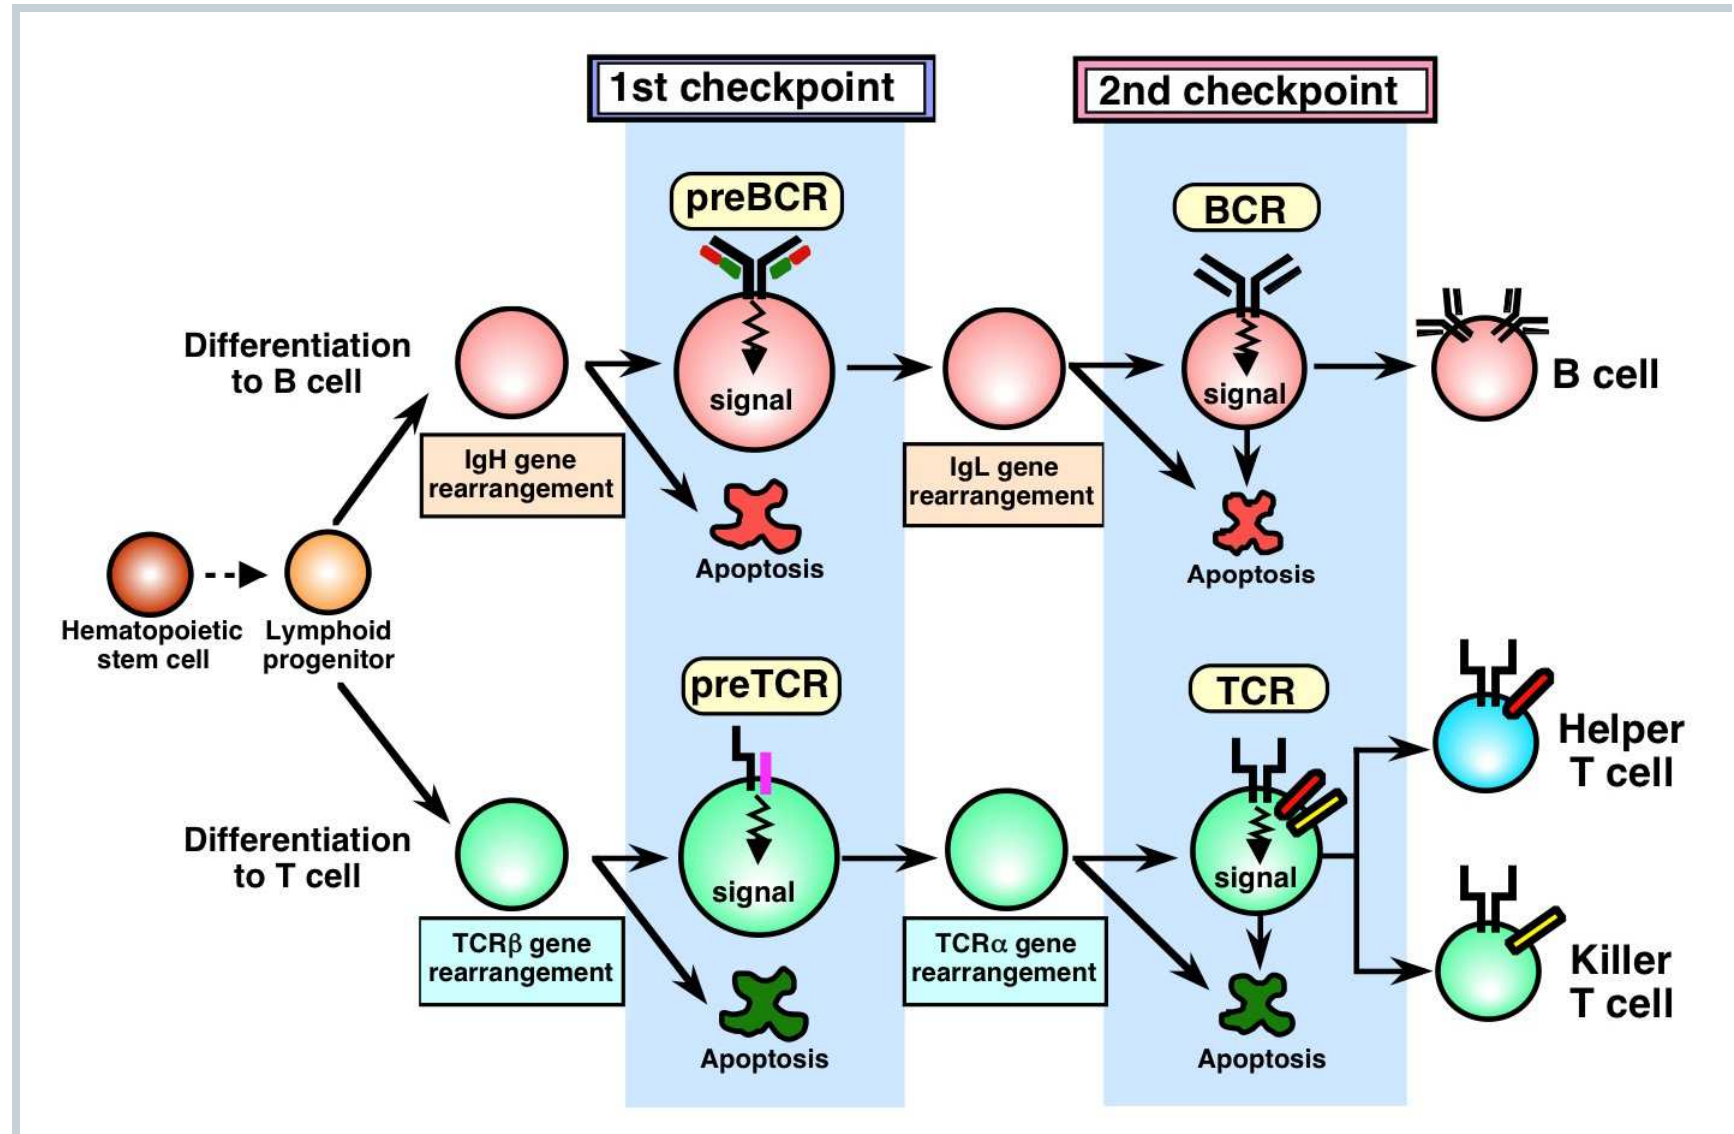 1st checkpoint
2nd checkpoint
preBCR
BCR
Differentiation
to B cell
signal
signal
B cell
IgH gene
rearrangement
IgL gene
rearrangement
Apoptosis
Apoptosis
Hematopoietic
stem cell
Lymphoid
progenitor
preTCR
TCR
Helper
T cell
Differentiation
to T cell
signal
signal
TCRβ gene
rearrangement
TCRα gene
rearrangement
Killer
T cell
Apoptosis
Apoptosis